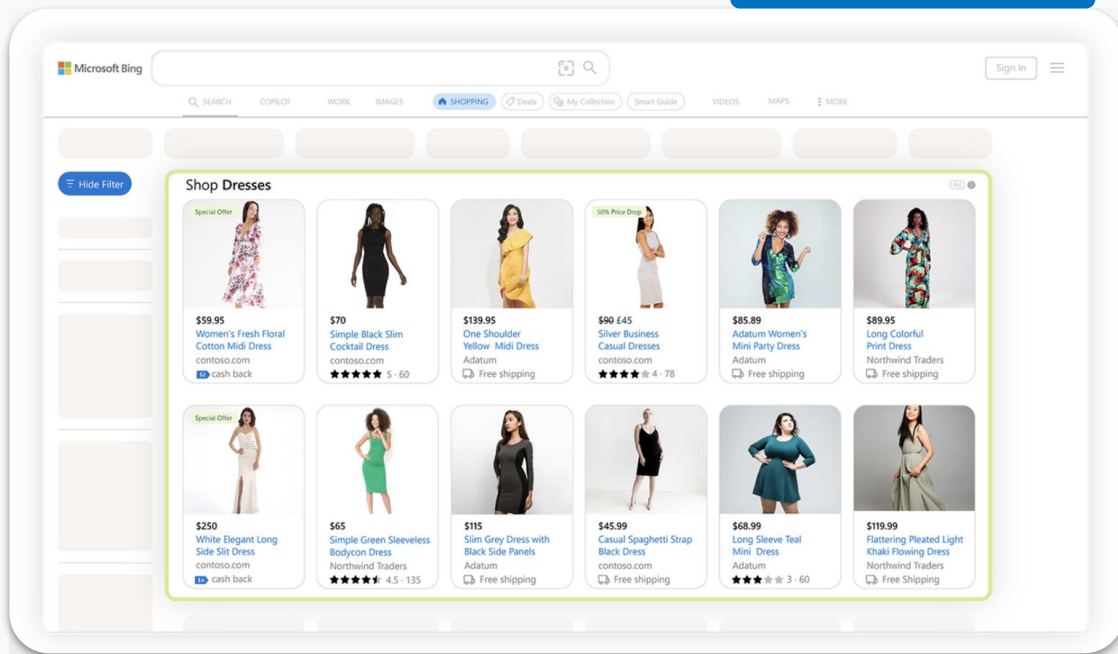 Microsoft Bing
Sign In
SEARCH
COPILOT
WORK
IMAGES
SHOPPING
Deals
My Collection
Smart Guide
VIDEOS
MAPS
MORE
Hide Filter
Shop Dresses
Ad
Special Offer
$59.95
Women's Fresh Floral
Cotton Midi Dress
contoso.com
$2 cash back
$70
Simple Black Slim
Cocktail Dress
contoso.com
5 · 60
$139.95
One Shoulder
Yellow Midi Dress
Adatum
Free shipping
50% Price Drop
$90 £45
Silver Business
Casual Dresses
contoso.com
4 · 78
$85.89
Adatum Women's
Mini Party Dress
Adatum
Free shipping
$89.95
Long Colorful
Print Dress
Northwind Traders
Free shipping
Special Offer
$250
White Elegant Long
Side Slit Dress
contoso.com
$4 cash back
$65
Simple Green Sleeveless
Bodycon Dress
Northwind Traders
4.5 · 135
$115
Slim Grey Dress with
Black Side Panels
Adatum
Free shipping
$45.99
Casual Spaghetti Strap
Black Dress
contoso.com
Free shipping
$68.99
Long Sleeve Teal
Mini Dress
Adatum
3 · 60
$119.99
Flattering Pleated Light
Khaki Flowing Dress
Northwind Traders
Free Shipping